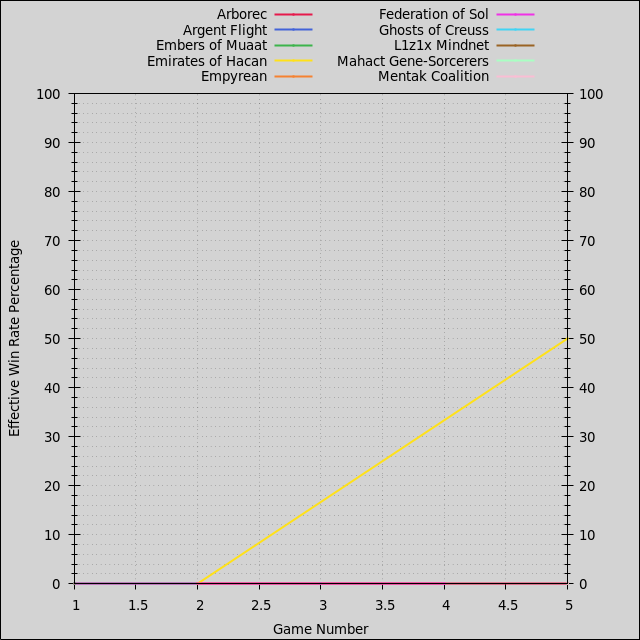 Arborec Federation of Sol
Argent Flight Ghosts of Creuss
Embers of Muaat L1z1x Mindnet
Emirates of Hacan Mahact Gene-Sorcerers
Empyrean Mentak Coalition
100 100
90 90
80 80
70 70
60 60
50 50
40 40
30 30
20 20
10 10
0 0
1 1.5 2 2.5 3 3.5 4 4.5 5
Effective Win Rate Percentage
Game Number